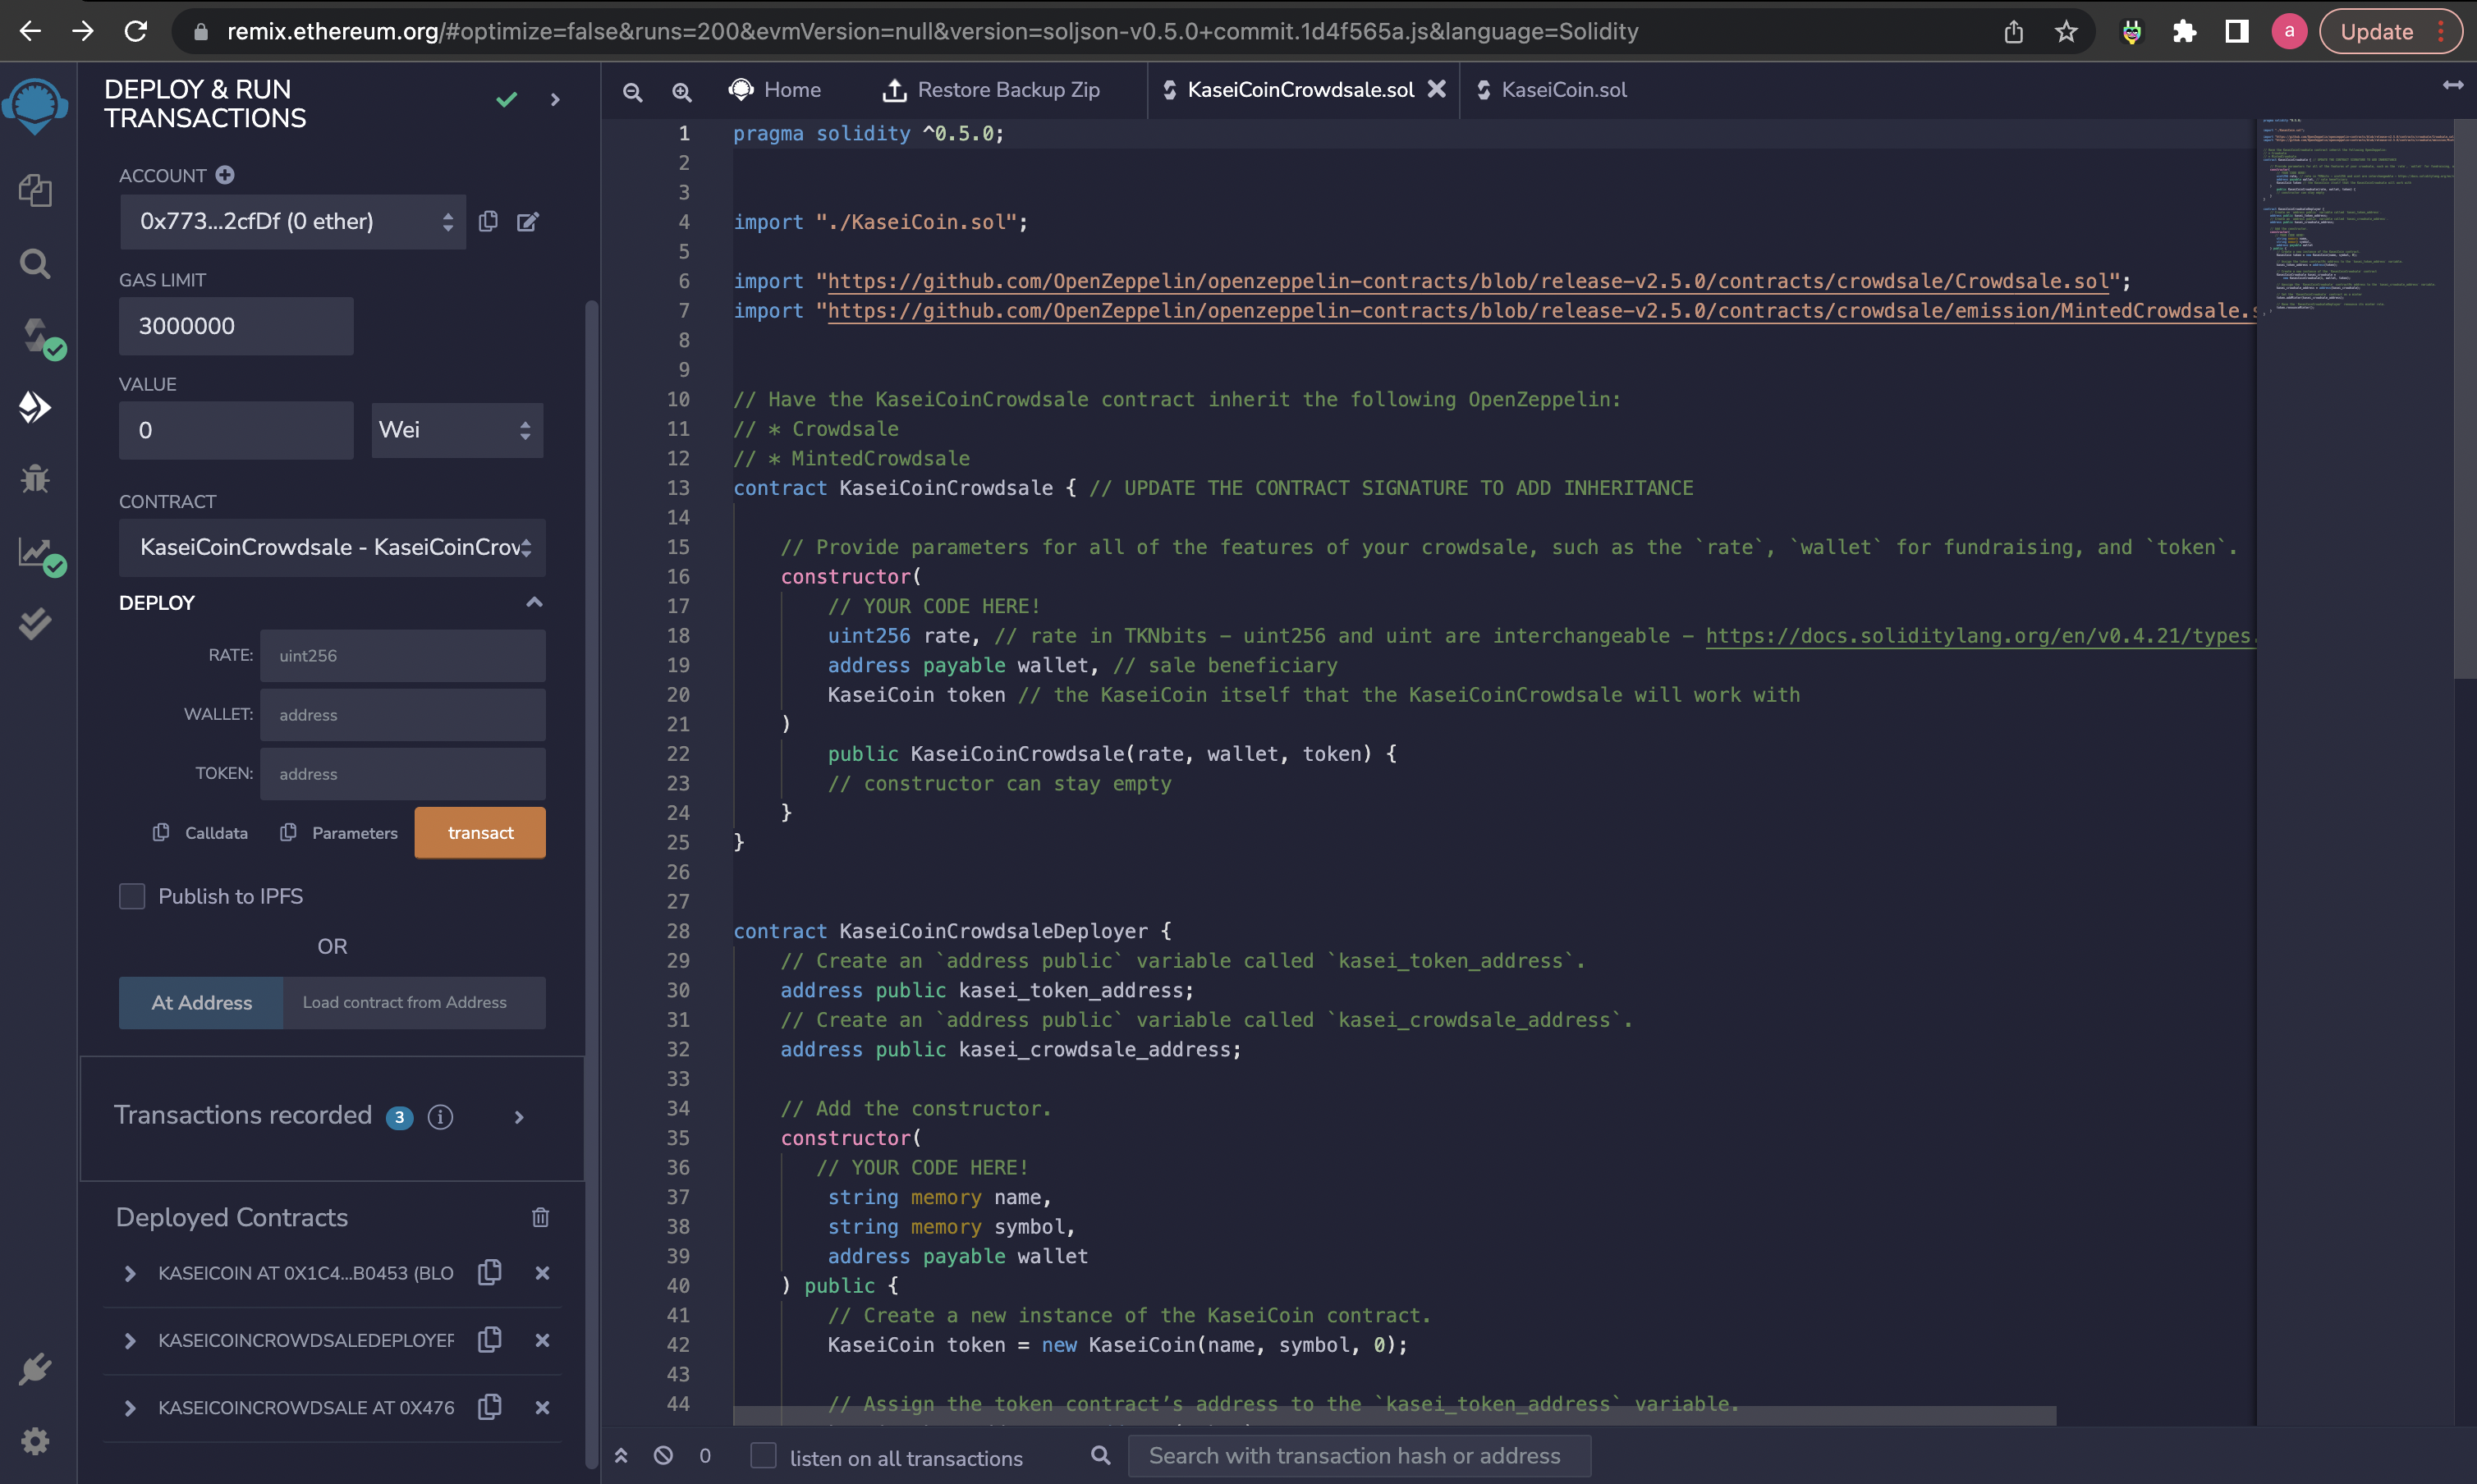 remix.ethereum.org/#optimize=false&runs=200&evmVersion=null&version=soljson-v0.5.0+commit.1d4f565a.js&language=Solidity
a
Update
DEPLOY & RUN
TRANSACTIONS
ACCOUNT
0x773...2cfDf (0 ether)
GAS LIMIT
3000000
VALUE
0
Wei
CONTRACT
KaseiCoinCrowdsale - KaseiCoinCrow
DEPLOY
RATE:
uint256
WALLET:
address
TOKEN:
address
Calldata
Parameters
transact
Publish to IPFS
OR
At Address
Load contract from Address
Transactions recorded 3
Deployed Contracts
KASEICOIN AT 0X1C4...B0453 (BLO
KASEICOINCROWDSALEDEPLOYER
KASEICOINCROWDSALE AT 0X476
Home
Restore Backup Zip
KaseiCoinCrowdsale.sol
KaseiCoin.sol
1 pragma solidity ^0.5.0;
2
3
4 import "./KaseiCoin.sol";
5
6 import "https://github.com/OpenZeppelin/openzeppelin-contracts/blob/release-v2.5.0/contracts/crowdsale/Crowdsale.sol";
7 import "https://github.com/OpenZeppelin/openzeppelin-contracts/blob/release-v2.5.0/contracts/crowdsale/emission/MintedCrowdsale.s
8
9
10 // Have the KaseiCoinCrowdsale contract inherit the following OpenZeppelin:
11 // * Crowdsale
12 // * MintedCrowdsale
13 contract KaseiCoinCrowdsale { // UPDATE THE CONTRACT SIGNATURE TO ADD INHERITANCE
14
15 // Provide parameters for all of the features of your crowdsale, such as the `rate`, `wallet` for fundraising, and `token`.
16 constructor(
17 // YOUR CODE HERE!
18 uint256 rate, // rate in TKNbits - uint256 and uint are interchangeable - https://docs.soliditylang.org/en/v0.4.21/types.
19 address payable wallet, // sale beneficiary
20 KaseiCoin token // the KaseiCoin itself that the KaseiCoinCrowdsale will work with
21 )
22 public KaseiCoinCrowdsale(rate, wallet, token) {
23 // constructor can stay empty
24 }
25 }
26
27
28 contract KaseiCoinCrowdsaleDeployer {
29 // Create an `address public` variable called `kasei_token_address`.
30 address public kasei_token_address;
31 // Create an `address public` variable called `kasei_crowdsale_address`.
32 address public kasei_crowdsale_address;
33
34 // Add the constructor.
35 constructor(
36 // YOUR CODE HERE!
37 string memory name,
38 string memory symbol,
39 address payable wallet
40 ) public {
41 // Create a new instance of the KaseiCoin contract.
42 KaseiCoin token = new KaseiCoin(name, symbol, 0);
43
44 // Assign the token contract’s address to the `kasei_token_address` variable.
0
listen on all transactions
Search with transaction hash or address